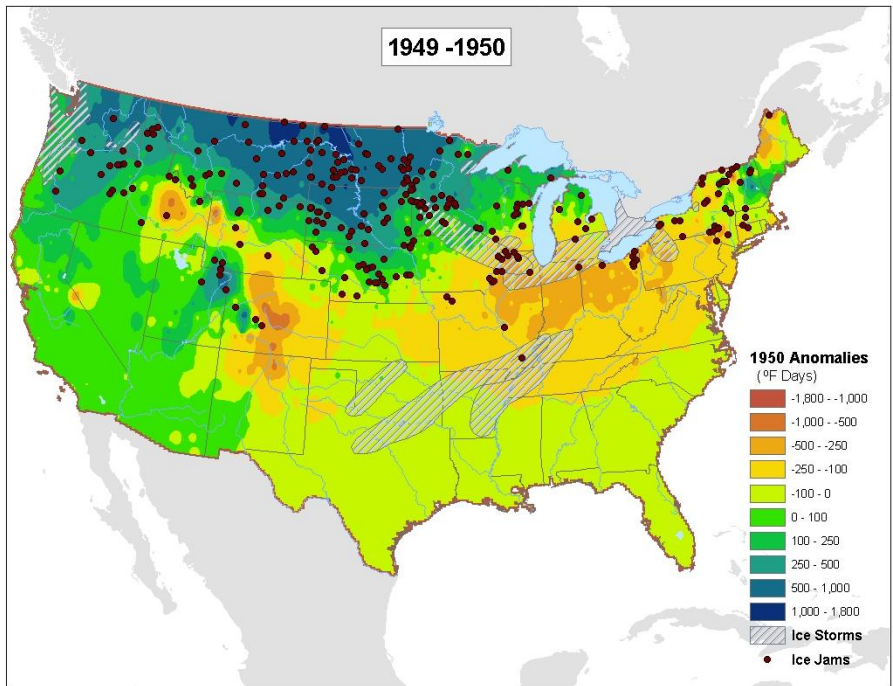 1949 -1950
1950 Anomalies
(°F Days)
-1,800 - -1,000
-1,000 - -500
-500 - -250
-250 - -100
-100 - 0
0 - 100
100 - 250
250 - 500
500 - 1,000
1,000 - 1,800
Ice Storms
Ice Jams